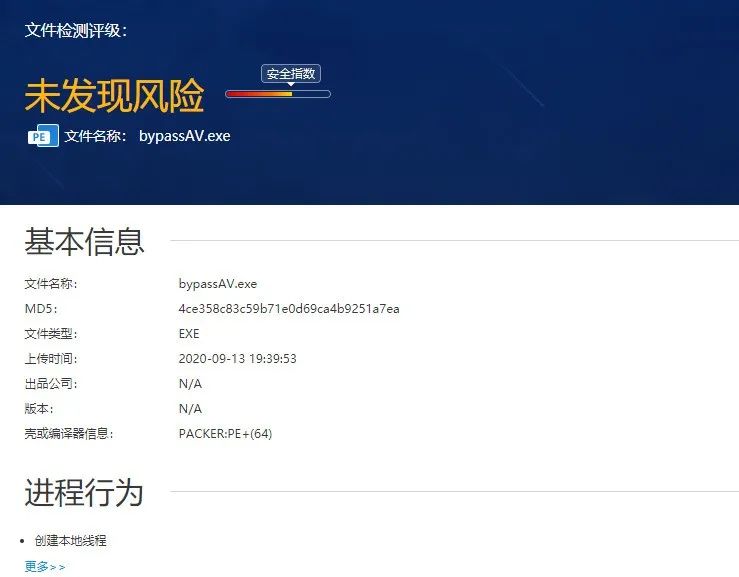 文件检测评级：
安全指数
未发现风险
PE 文件名称： bypassAV.exe
基本信息
文件名称： bypassAV.exe
MD5： 4ce358c83c59b71e0d69ca4b9251a7ea
文件类型： EXE
上传时间： 2020-09-13 19:39:53
出品公司： N/A
版本： N/A
壳或编译器信息： PACKER:PE+(64)
进程行为
创建本地线程
更多>>